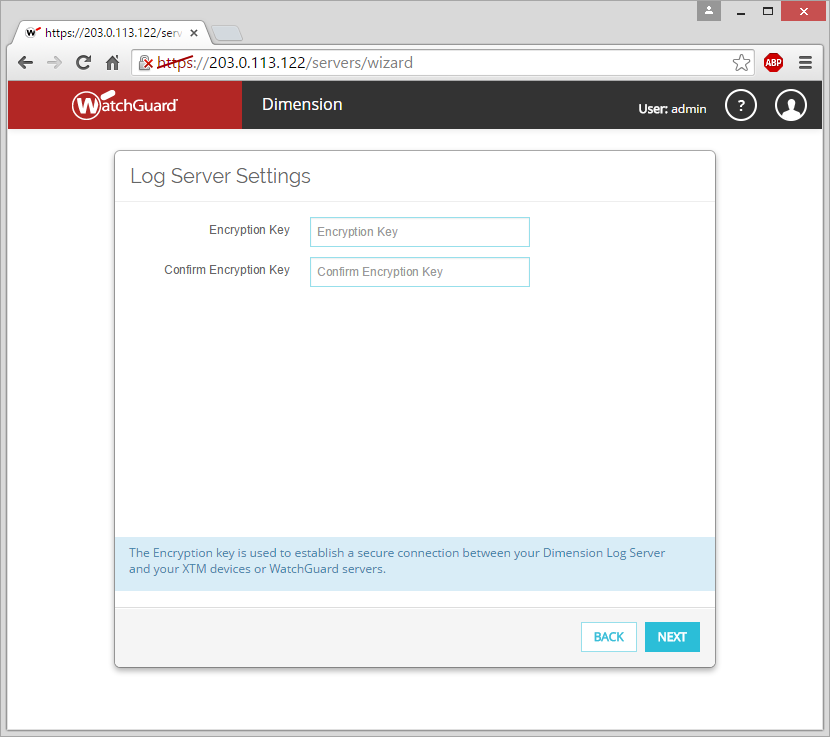 https://203.0.113.122/serv
https://203.0.113.122/servers/wizard
ABP
WatchGuard
Dimension
User: admin
?
Log Server Settings
Encryption Key
Encryption Key
Confirm Encryption Key
Confirm Encryption Key
The Encryption key is used to establish a secure connection between your Dimension Log Server
and your XTM devices or WatchGuard servers.
BACK
NEXT